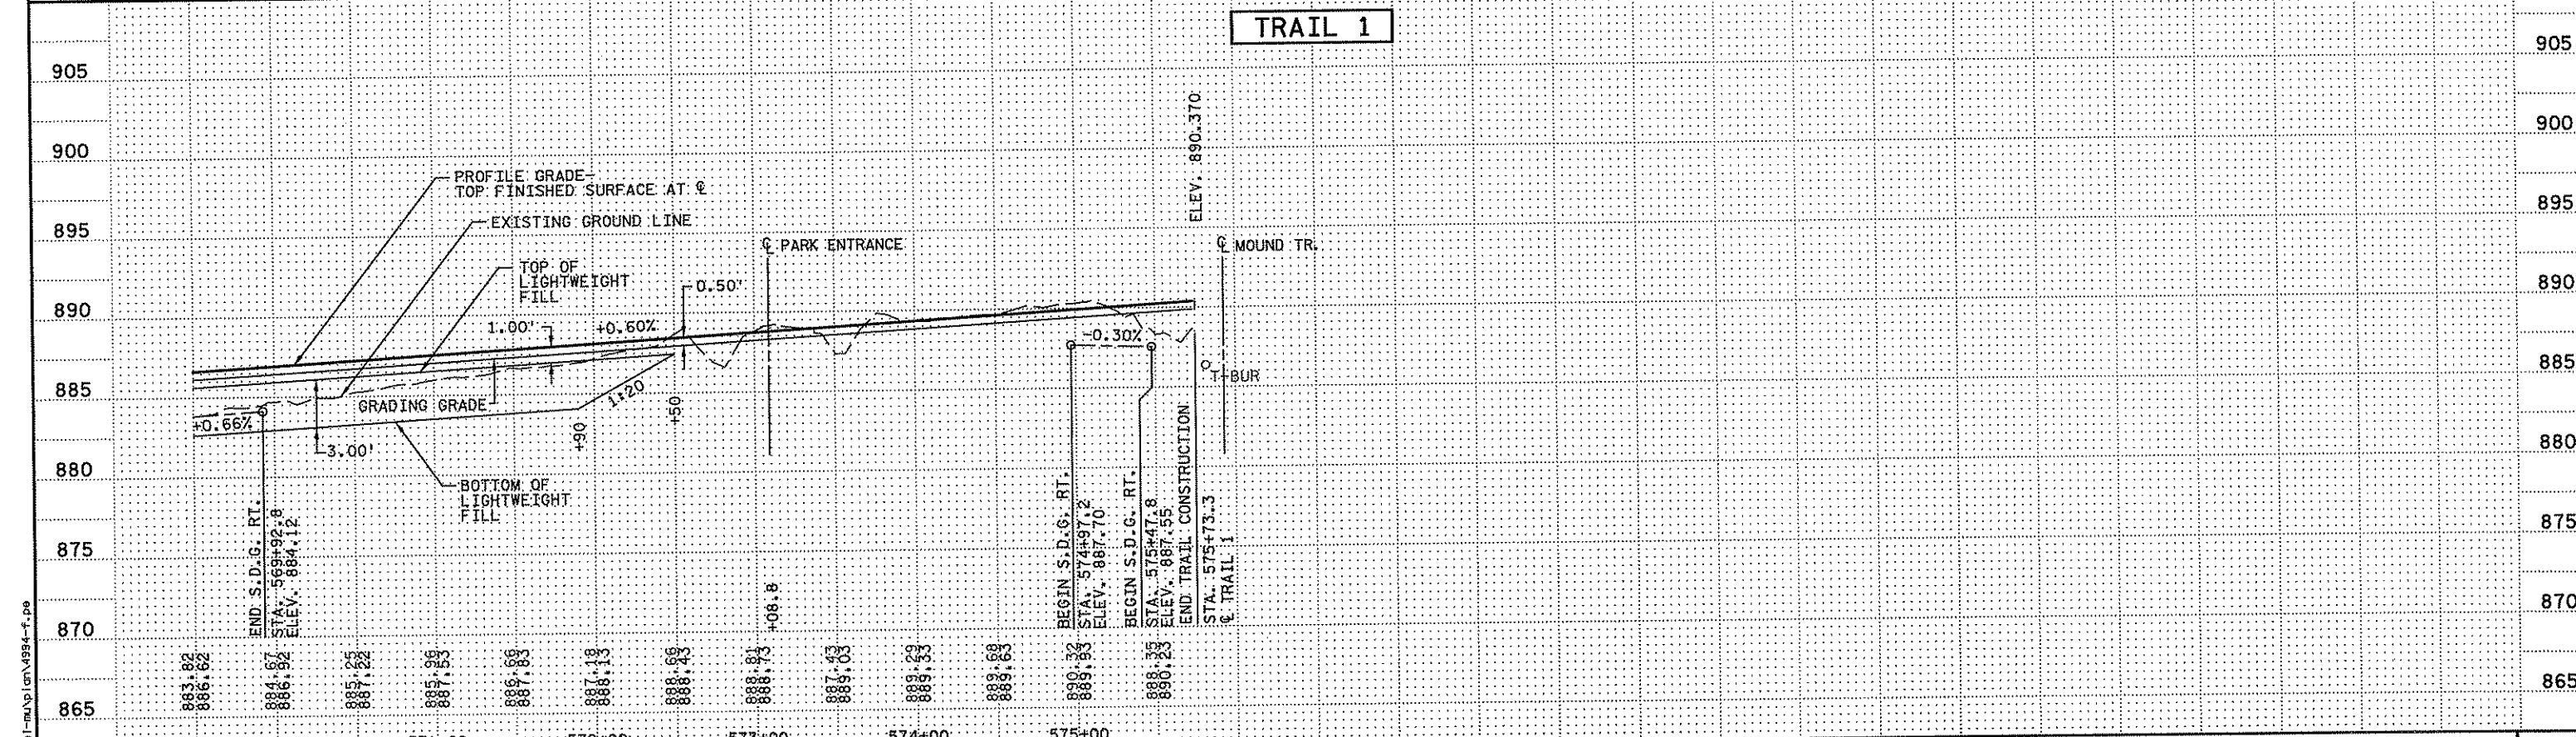 TRAIL 1
905
900
895
890
885
880
875
870
865
905
900
895
890
885
880
875
870
865
PROFILE GRADE-
TOP FINISHED SURFACE AT ℄
EXISTING GROUND LINE
TOP OF
LIGHTWEIGHT
FILL
1.00'
+0.60%
0.50'
℄ PARK ENTRANCE
ELEV. 890.370
℄ MOUND TR.
-0.30%
T-BUR
GRADING GRADE
1:20
+0.66%
3.00'
+90
+50
BOTTOM OF
LIGHTWEIGHT
FILL
END S.D.G. RT.
STA. 569+92.8
ELEV. 884.12
+08.8
BEGIN S.D.G. RT.
STA. 574+97.2
ELEV. 887.70
BEGIN S.D.G. RT.
STA. 575+47.8
ELEV. 887.55
END TRAIL CONSTRUCTION
STA. 575+73.3
℄ TRAIL 1
883.82
886.62
884.67
886.92
885.25
887.22
885.96
887.53
886.66
887.83
887.18
888.13
888.66
888.43
888.81
888.73
887.43
889.03
889.29
889.33
889.68
889.63
890.32
889.93
888.35
890.23
573+00
574+00
575+00